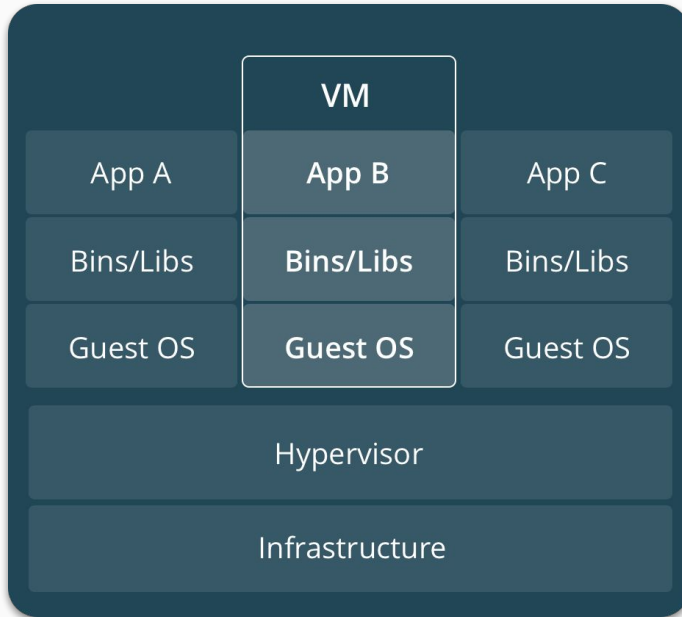 VM
App A
App B
App C
Bins/Libs
Bins/Libs
Bins/Libs
Guest OS
Guest OS
Guest OS
Hypervisor
Infrastructure